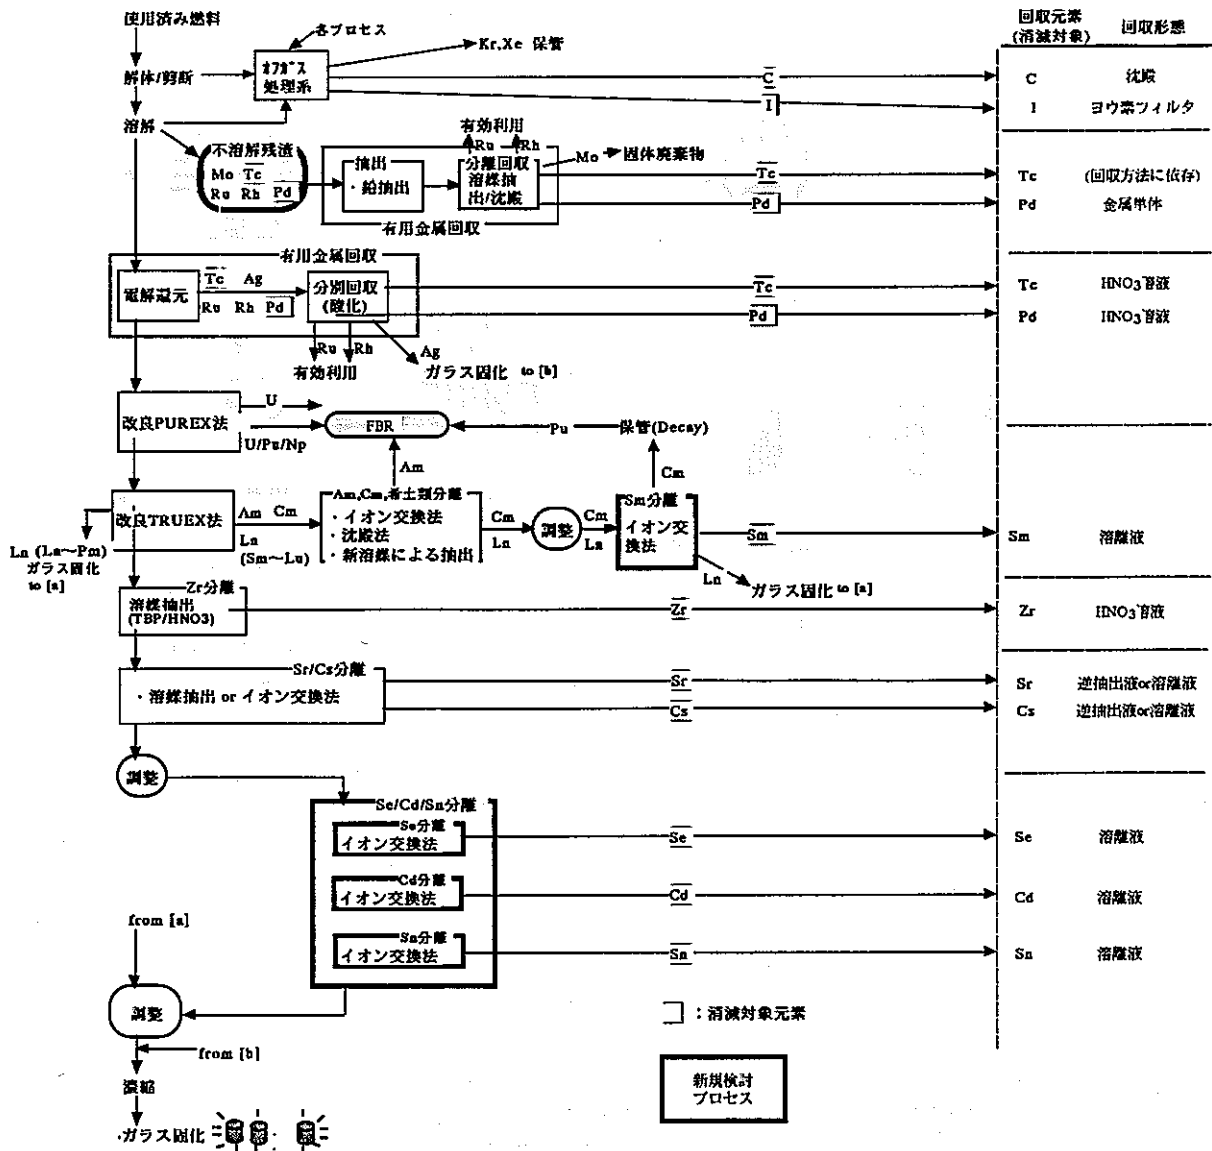 使用済み燃料
各プロセス
Kr,Xe 保管
回収元素
(消滅対象)
回収形態
解体/剪断
ｵﾌｶﾞｽ
処理系
C
C
沈殿
I
I
ヨウ素フィルタ
溶解
有効利用
Ru Rh
不溶解残渣
Mo Tc
Ru Rh Pd
抽出
・鉛抽出
分離回収
溶媒抽
出/沈殿
Mo
固体廃棄物
有用金属回収
Tc
Tc
(回収方法に依存)
Pd
Pd
金属単体
有用金属回収
電解還元
Tc Ag
Ru Rh Pd
分別回収
(酸化)
Tc
Tc
HNO3溶液
Pd
Pd
HNO3溶液
Ru
Rh
Ag
有効利用
ガラス固化 to [b]
改良PUREX法
U
U/Pu/Np
FBR
Pu
保管(Decay)
Am
Cm
改良TRUEX法
Am Cm
Ln
(Sm～Lu)
Am,Cm,希土類分離
・イオン交換法
・沈殿法
・新溶媒による抽出
Cm
Ln
調整
Cm
Ln
Sm分離
イオン交
換法
Sm
Sm
溶離液
Ln (La～Pm)
ガラス固化
to [a]
Ln
ガラス固化 to [a]
Zr分離
溶媒抽出
(TBP/HNO3)
Zr
Zr
HNO3溶液
Sr/Cs分離
・溶媒抽出 or イオン交換法
Sr
Sr
逆抽出液or溶離液
Cs
Cs
逆抽出液or溶離液
調整
Se/Cd/Sn分離
Se分離
イオン交換法
Se
Se
溶離液
Cd分離
イオン交換法
Cd
Cd
溶離液
Sn分離
イオン交換法
Sn
Sn
溶離液
from [a]
調整
from [b]
濃縮
ガラス固化
：消滅対象元素
新規検討
プロセス